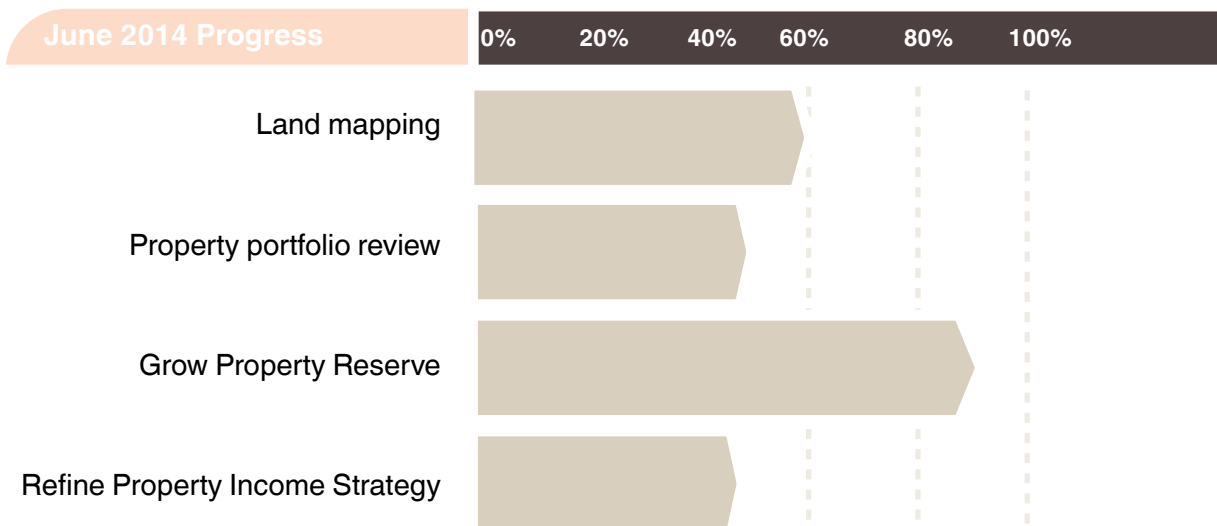 June 2014 Progress 0% 20% 40% 60% 80% 100%
Land mapping
Property portfolio review
Grow Property Reserve
Refine Property Income Strategy